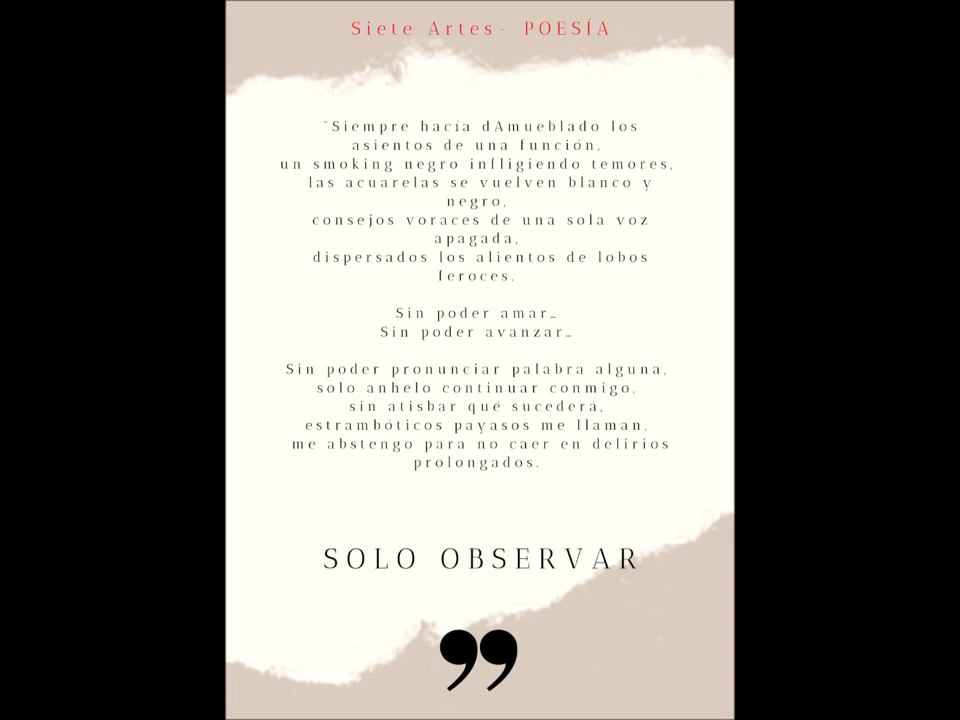 Siete Artes- POESÍA
"Siempre hacía dAmueblado los
asientos de una función,
un smoking negro infligiendo temores,
las acuarelas se vuelven blanco y
negro,
consejos voraces de una sola voz
apagada,
dispersados los alientos de lobos
feroces.
Sin poder amar…
Sin poder avanzar…
Sin poder pronunciar palabra alguna,
solo anhelo continuar conmigo,
sin atisbar qué sucederá,
estrambóticos payasos me llaman,
me abstengo para no caer en delirios
prolongados.
SOLO OBSERVAR
”